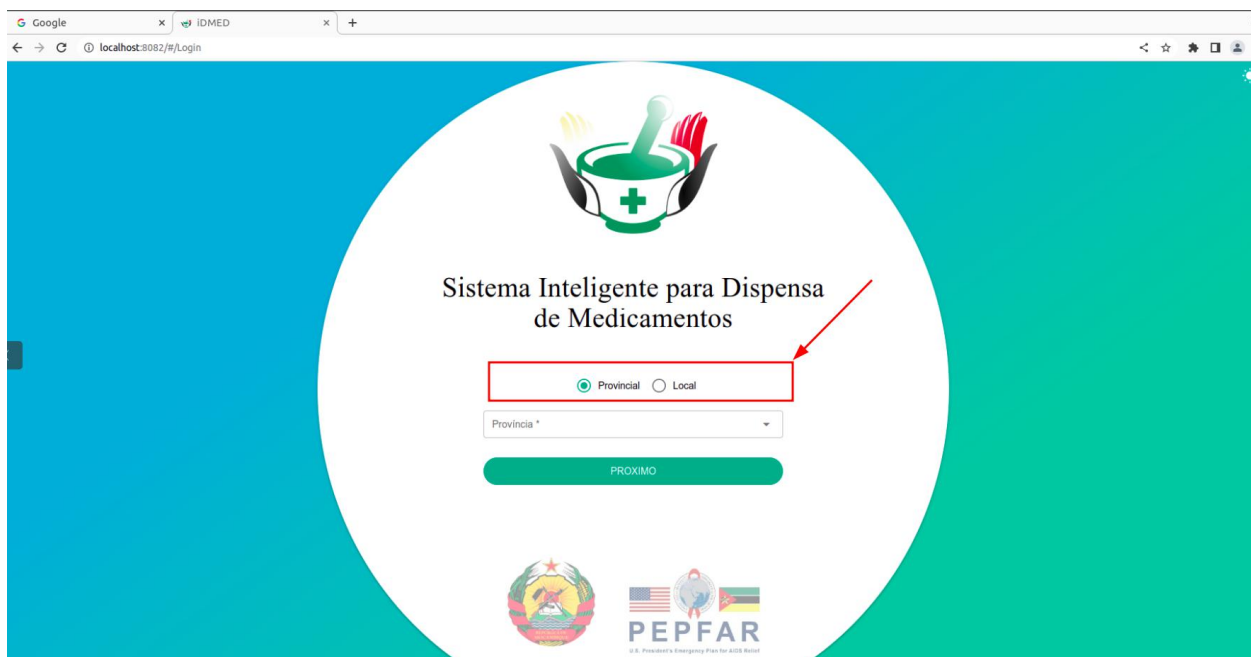 Google
iDMED
localhost:8082/#/Login
Sistema Inteligente para Dispensa
de Medicamentos
Provincial
Local
Província *
PROXIMO
PEPFAR
U.S. President's Emergency Plan for AIDS Relief